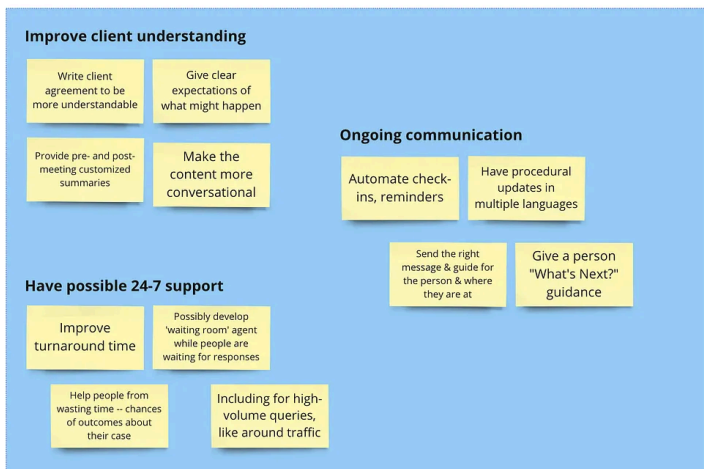 Improve client understanding
Write client
agreement to be
more understandable
Give clear
expectations of
what might happen
Provide pre- and post-
meeting customized
summaries
Make the
content more
conversational
Ongoing communication
Automate check-
ins, reminders
Have procedural
updates in
multiple languages
Send the right
message & guide for
the person & where
they are at
Give a person
"What's Next?"
guidance
Have possible 24-7 support
Improve
turnaround time
Possibly develop
'waiting room' agent
while people are
waiting for responses
Help people from
wasting time -- chances
of outcomes about
their case
Including for high-
volume queries,
like around traffic